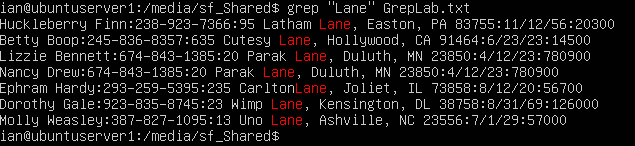 ian@ubuntuserver1:/media/sf_Shared$ grep "Lane" GrepLab.txt
Huckleberry Finn:238-923-7366:95 Latham Lane, Easton, PA 83755:11/12/56:20300
Betty Boop:245-836-8357:635 Cutesy Lane, Hollywood, CA 91464:6/23/23:14500
Lizzie Bennett:674-843-1385:20 Parak Lane, Duluth, MN 23850:4/12/23:780900
Nancy Drew:674-843-1385:20 Parak Lane, Duluth, MN 23850:4/12/23:780900
Ephram Hardy:293-259-5395:235 CarltonLane, Joliet, IL 73858:8/12/20:56700
Dorothy Gale:923-835-8745:23 Wimp Lane, Kensington, DL 38758:8/31/69:126000
Molly Weasley:387-827-1095:13 Uno Lane, Ashville, NC 23556:7/1/29:57000
ian@ubuntuserver1:/media/sf_Shared$